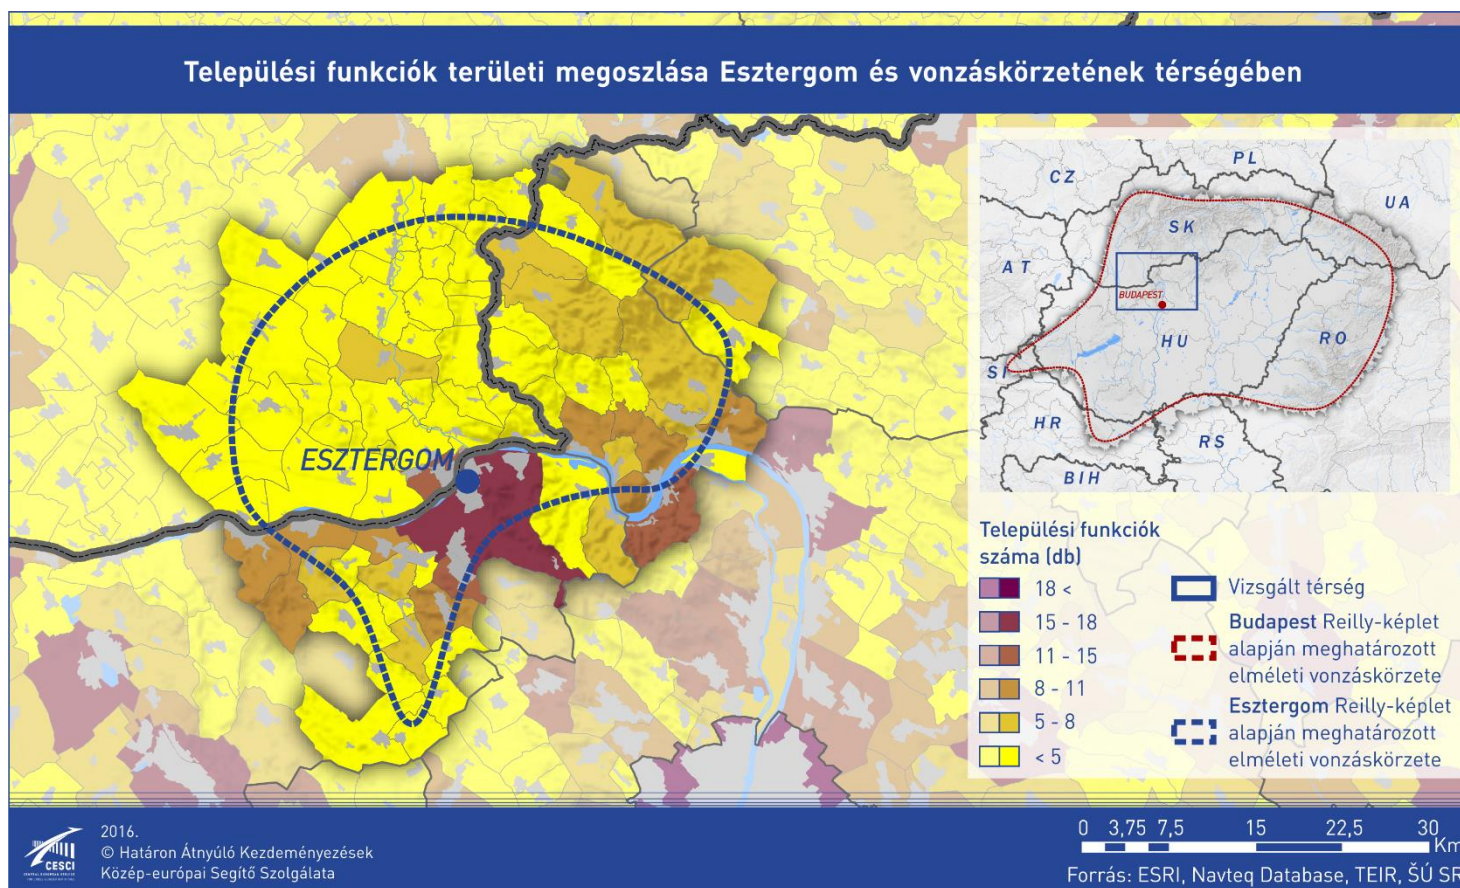 Települési funkciók területi megoszlása Esztergom és vonzáskörzetének térségében
ESZTERGOM
CZ
PL
UA
SK
AT
BUDAPEST
HU
RO
SI
HR
RS
BIH
Települési funkciók
száma (db)
18 <
15 - 18
11 - 15
8 - 11
5 - 8
< 5
Vizsgált térség
Budapest Reilly-képlet
alapján meghatározott
elméleti vonzáskörzete
Esztergom Reilly-képlet
alapján meghatározott
elméleti vonzáskörzete
CESCI
2016.
© Határon Átnyúló Kezdeményezések
Közép-európai Segítő Szolgálata
0 3,75 7,5 15 22,5 30
Km
Forrás: ESRI, Navteq Database, TEIR, ŠÚ SR